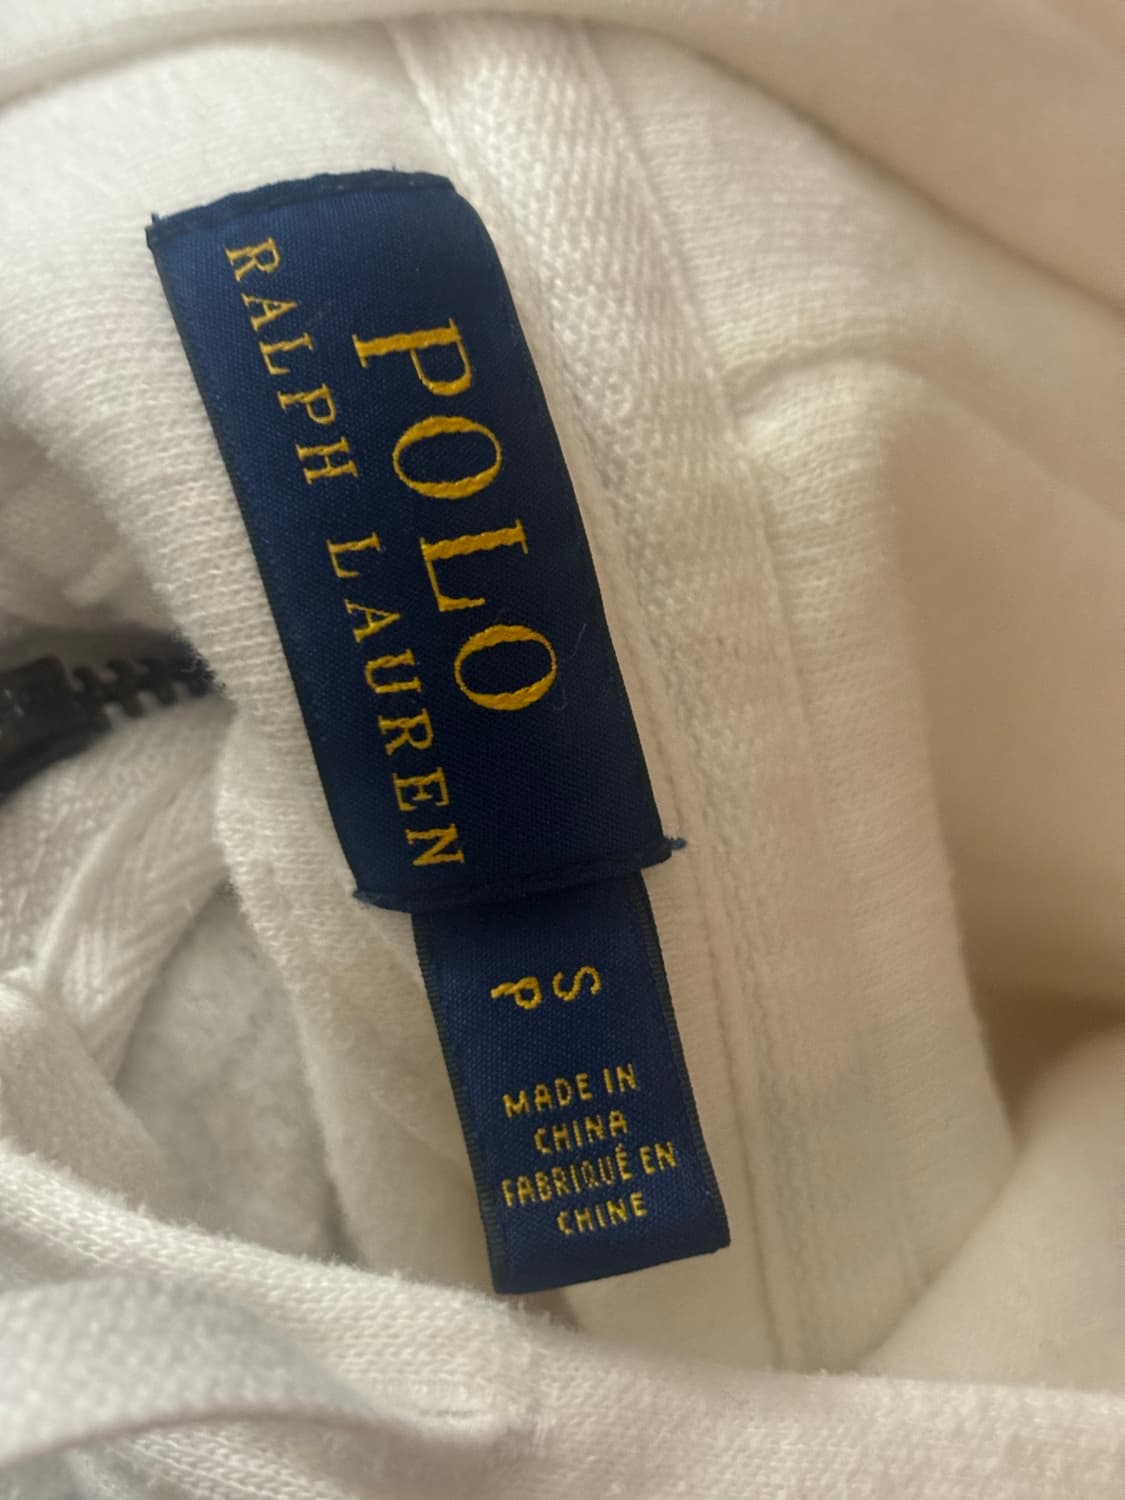 POLO
RALPH LAUREN
S
P
MADE IN
CHINA
FABRIQUÉ EN
CHINE